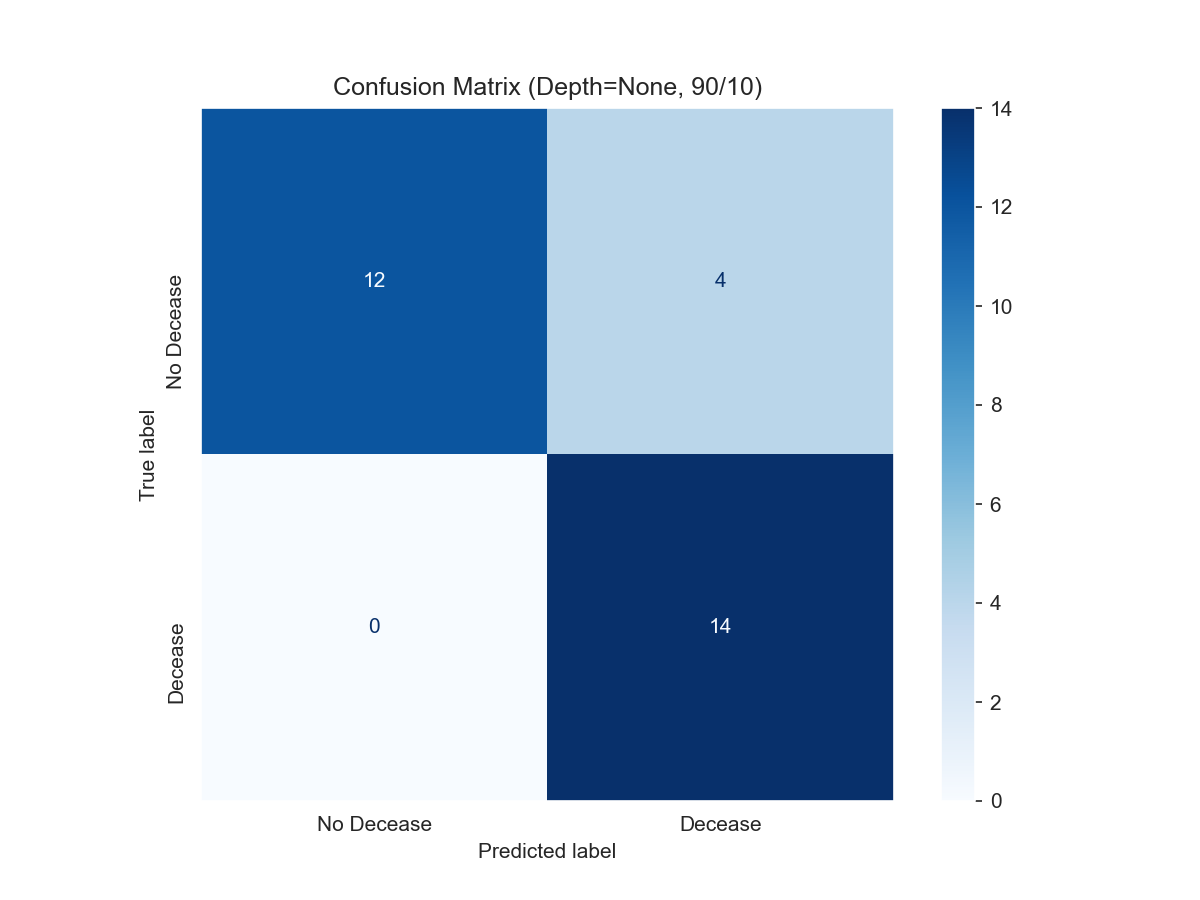 Confusion Matrix (Depth=None, 90/10)
No Decease
Decease
True label
12
4
0
14
No Decease
Decease
Predicted label
14
12
10
8
6
4
2
0